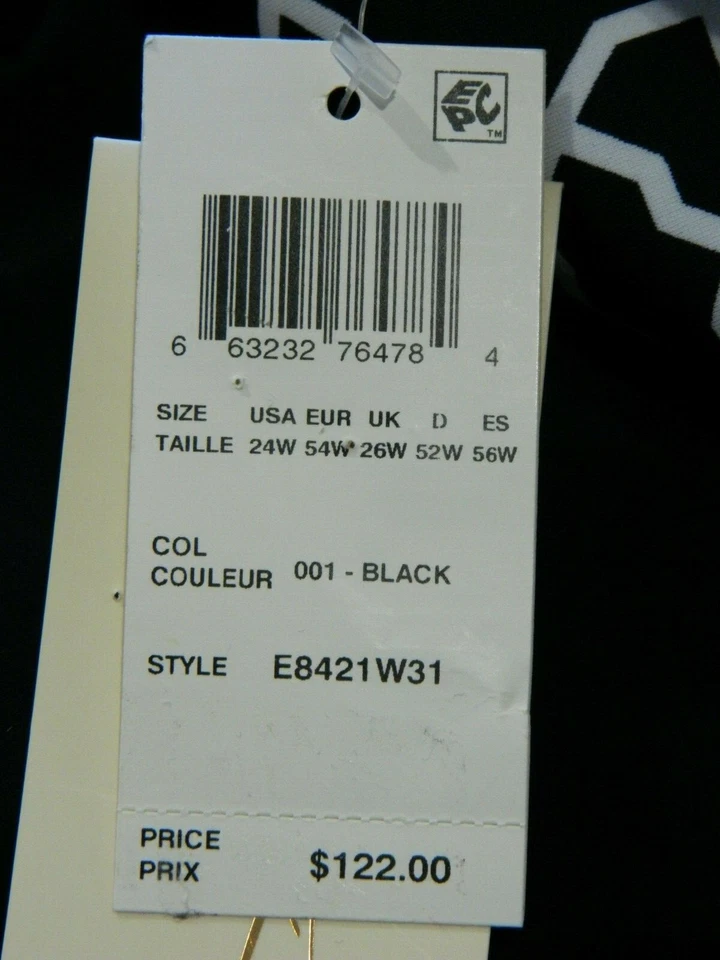 EPC
TM
6 63232 76478 4
SIZE USA EUR UK D ES
TAILLE 24W 54W 26W 52W 56W
COL
COULEUR 001 - BLACK
STYLE E8421W31
PRICE
PRIX $122.00